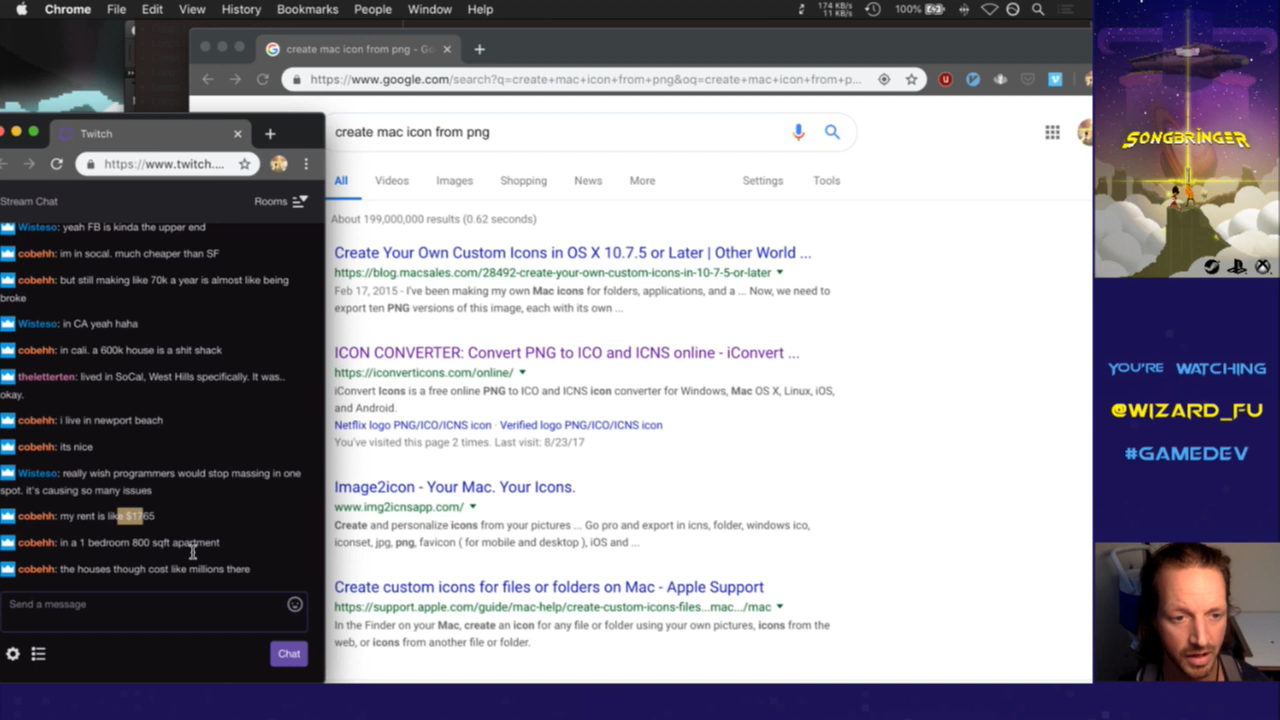 Chrome File Edit View History Bookmarks People Window Help
174 KB/s
11 KB/s
100%
create mac icon from png - Go
https://www.google.com/search?q=create+mac+icon+from+png&oq=create+mac+icon+from+p...
Twitch
https://www.twitch....
Stream Chat
Rooms
Wisteso: yeah FB is kinda the upper end
cobehh: im in socal. much cheaper than SF
cobehh: but still making like 70k a year is almost like being
broke
Wisteso: in CA yeah haha
cobehh: in cali. a 600k house is a shit shack
theletterten: lived in SoCal, West Hills specifically. It was..
okay.
cobehh: i live in newport beach
cobehh: its nice
Wisteso: really wish programmers would stop massing in one
spot. it's causing so many issues
cobehh: my rent is like $1765
cobehh: in a 1 bedroom 800 sqft apartment
cobehh: the houses though cost like millions there
Send a message
Chat
create mac icon from png
All Videos Images Shopping News More Settings Tools
About 199,000,000 results (0.62 seconds)
Create Your Own Custom Icons in OS X 10.7.5 or Later | Other World ...
https://blog.macsales.com/28492-create-your-own-custom-icons-in-10-7-5-or-later
Feb 17, 2015 - I've been making my own Mac icons for folders, applications, and a ... Now, we need to
export ten PNG versions of this image, each with its own ...
ICON CONVERTER: Convert PNG to ICO and ICNS online - iConvert ...
https://iconverticons.com/online/
iConvert Icons is a free online PNG to ICO and ICNS icon converter for Windows, Mac OS X, Linux, iOS,
and Android.
Netflix logo PNG/ICO/ICNS icon · Verified logo PNG/ICO/ICNS icon
You've visited this page 2 times. Last visit: 8/23/17
Image2icon - Your Mac. Your Icons.
www.img2icnsapp.com/
Create and personalize icons from your pictures ... Go pro and export in icns, folder, windows ico,
iconset, jpg, png, favicon ( for mobile and desktop ), iOS and ...
Create custom icons for files or folders on Mac - Apple Support
https://support.apple.com/guide/mac-help/create-custom-icons-files...mac.../mac
In the Finder on your Mac, create an icon for any file or folder using your own pictures, icons from the
web, or icons from another file or folder.
SONGBRINGER
YOU'RE WATCHING
@WIZARD_FU
#GAMEDEV